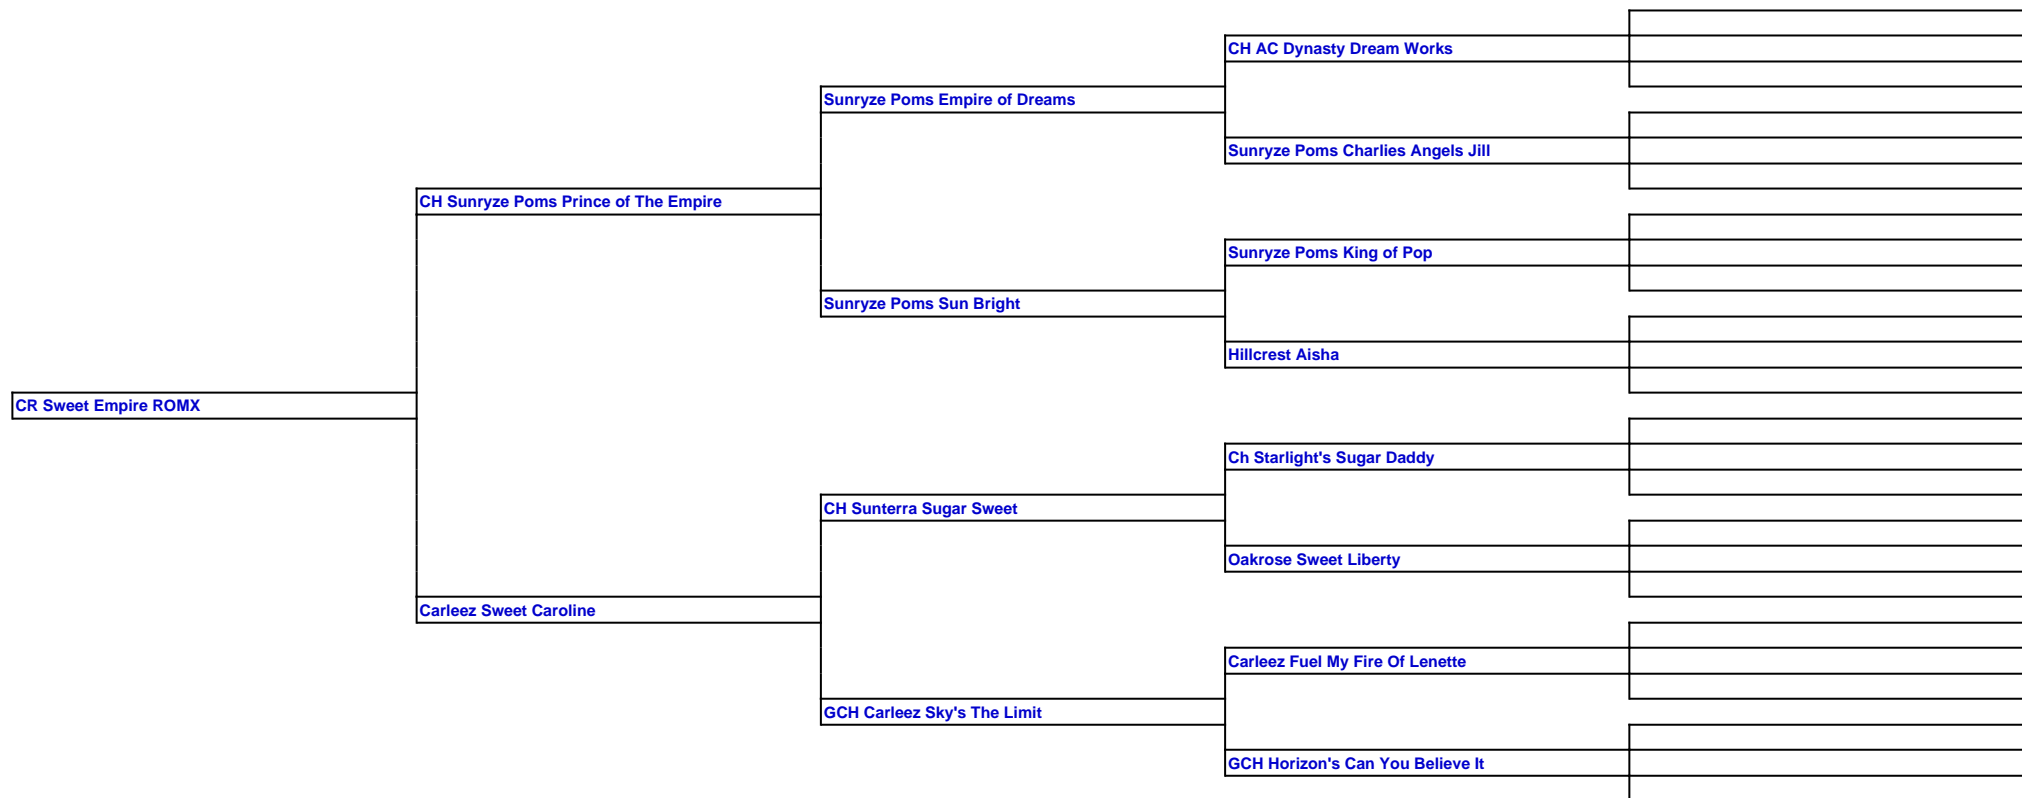 CH AC Dynasty Dream Works
Sunryze Poms Empire of Dreams
Sunryze Poms Charlies Angels Jill
CH Sunryze Poms Prince of The Empire
Sunryze Poms King of Pop
Sunryze Poms Sun Bright
Hillcrest Aisha
CR Sweet Empire ROMX
Ch Starlight's Sugar Daddy
CH Sunterra Sugar Sweet
Oakrose Sweet Liberty
Carleez Sweet Caroline
Carleez Fuel My Fire Of Lenette
GCH Carleez Sky's The Limit
GCH Horizon's Can You Believe It